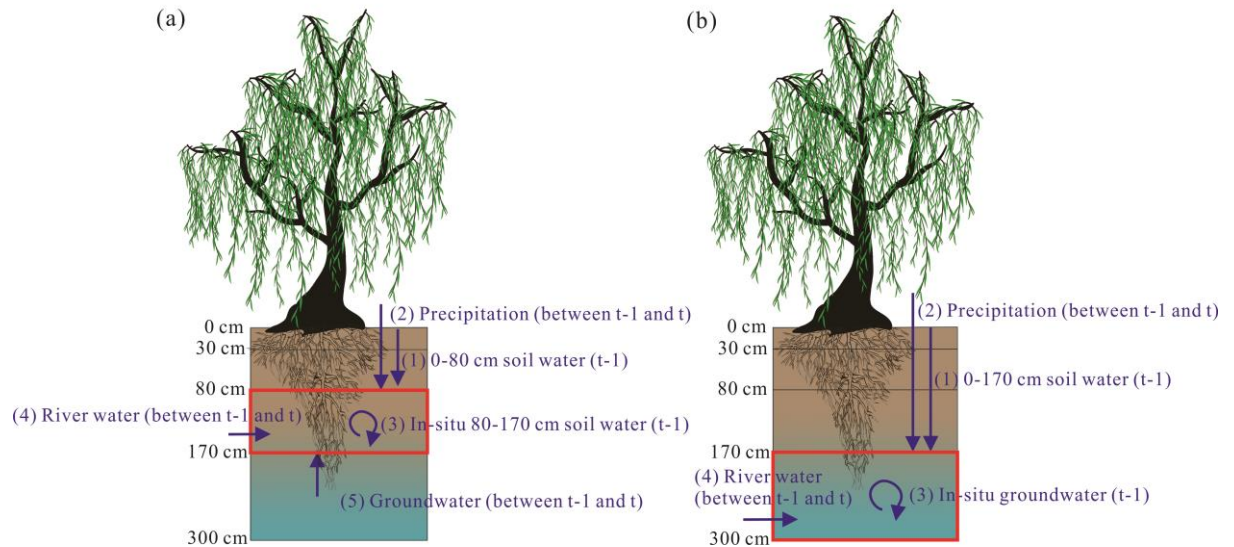 (a)
(2) Precipitation (between t-1 and t)
0 cm
30 cm
(1) 0-80 cm soil water (t-1)
80 cm
(4) River water (between t-1 and t)
(3) In-situ 80-170 cm soil water (t-1)
170 cm
(5) Groundwater (between t-1 and t)
300 cm
(b)
(2) Precipitation (between t-1 and t)
0 cm
30 cm
(1) 0-170 cm soil water (t-1)
80 cm
170 cm
(4) River water
(between t-1 and t)
(3) In-situ groundwater (t-1)
300 cm